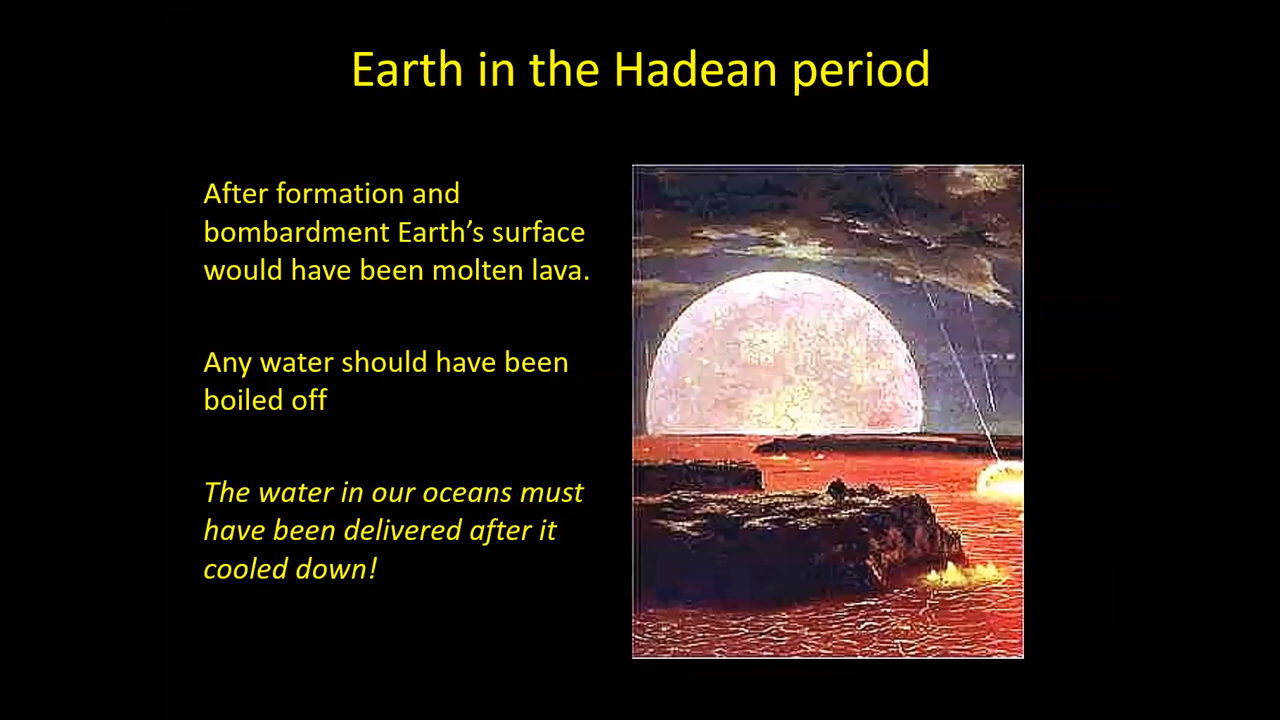 Earth in the Hadean period
After formation and
bombardment Earth’s surface
would have been molten lava.
Any water should have been
boiled off
The water in our oceans must
have been delivered after it
cooled down!